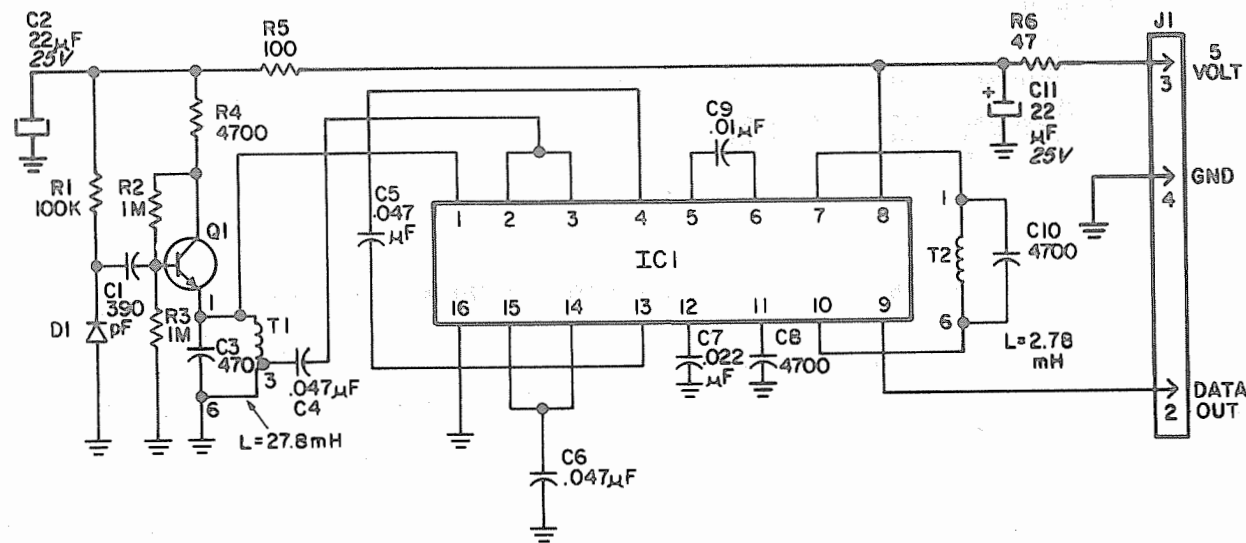 C2
22µF
25V
R5
100
R6
47
J1
5
VOLT
3
R4
4700
C9
.01µF
+
C11
22
µF
25V
R1
100K
R2
1M
Q1
C5
.047
µF
1
2
3
4
5
6
7
8
IC1
16
15
14
13
12
11
10
9
GND
4
1
T2
C10
4700
6
L=2.78
mH
D1
C1
390
pF
R3
1M
1
T1
C3
470
3
6
.047µF
C4
L=27.8mH
C7
.022
µF
C8
4700
DATA
OUT
2
C6
.047µF